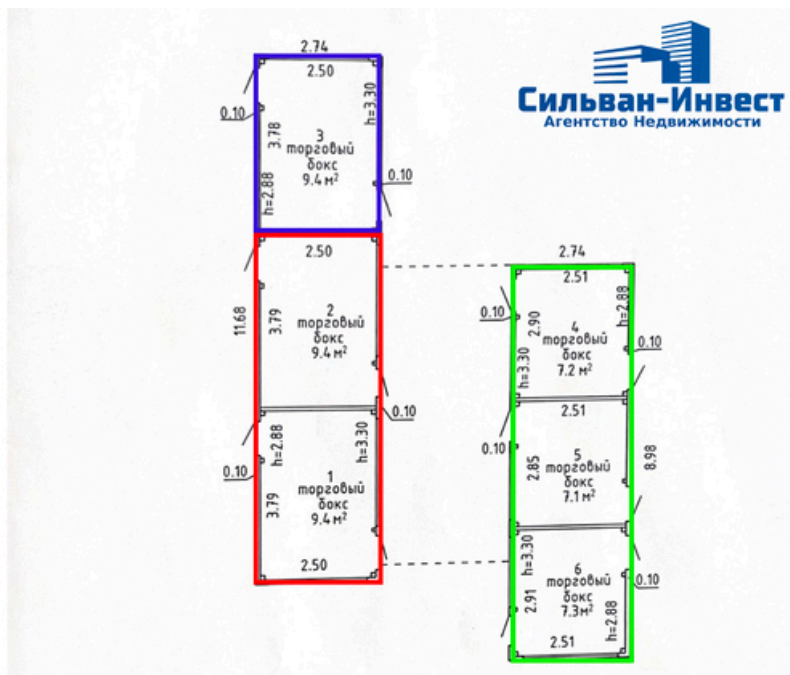 Сильван-Инвест
Агентство Недвижимости
2.74
2.50
0.10
3.78
h=3.30
3
торговый
бокс
9.4 м²
h=2.88
0.10
2.50
11.68
3.79
2
торговый
бокс
9.4 м²
0.10
h=2.88
h=3.30
0.10
1
торговый
бокс
9.4 м²
3.79
2.50
2.74
2.51
0.10
2.90
h=2.88
4
торговый
бокс
7.2 м²
h=3.30
0.10
2.51
0.10
2.85
5
торговый
бокс
7.1 м²
8.98
h=3.30
6
торговый
бокс
7.3м²
0.10
2.91
h=2.88
2.51